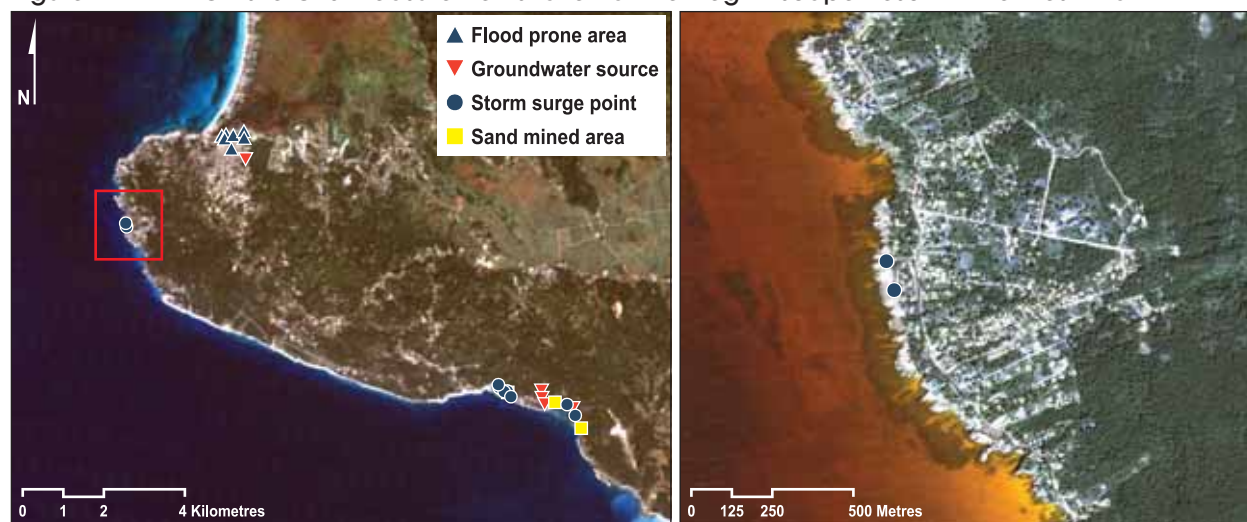 N
Flood prone area
Groundwater source
Storm surge point
Sand mined area
0 1 2 4 Kilometres
0 125 250 500 Metres